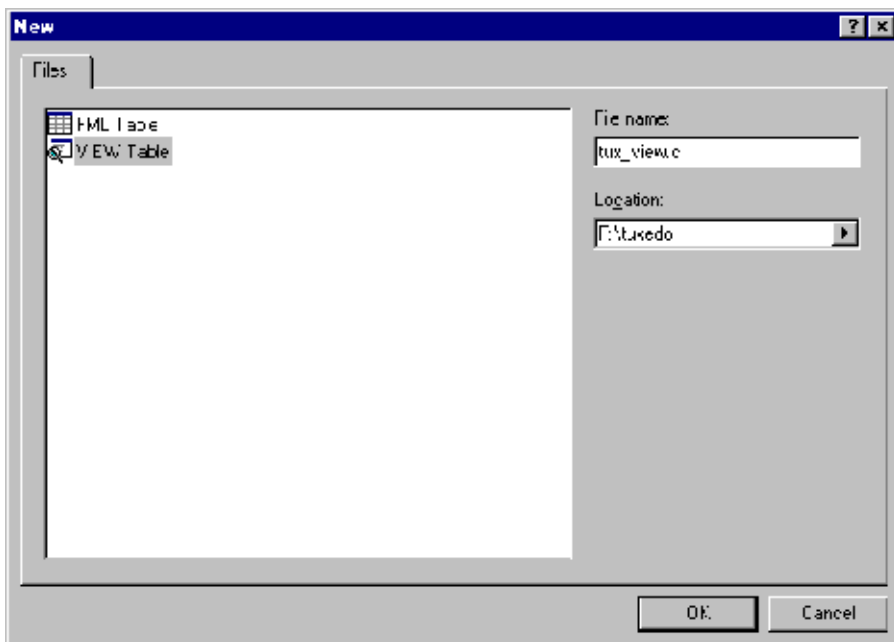 New
Files
FML Table
VIEW Table
File name:
tux_view.c
Location:
F:\tuxedo
OK
Cancel